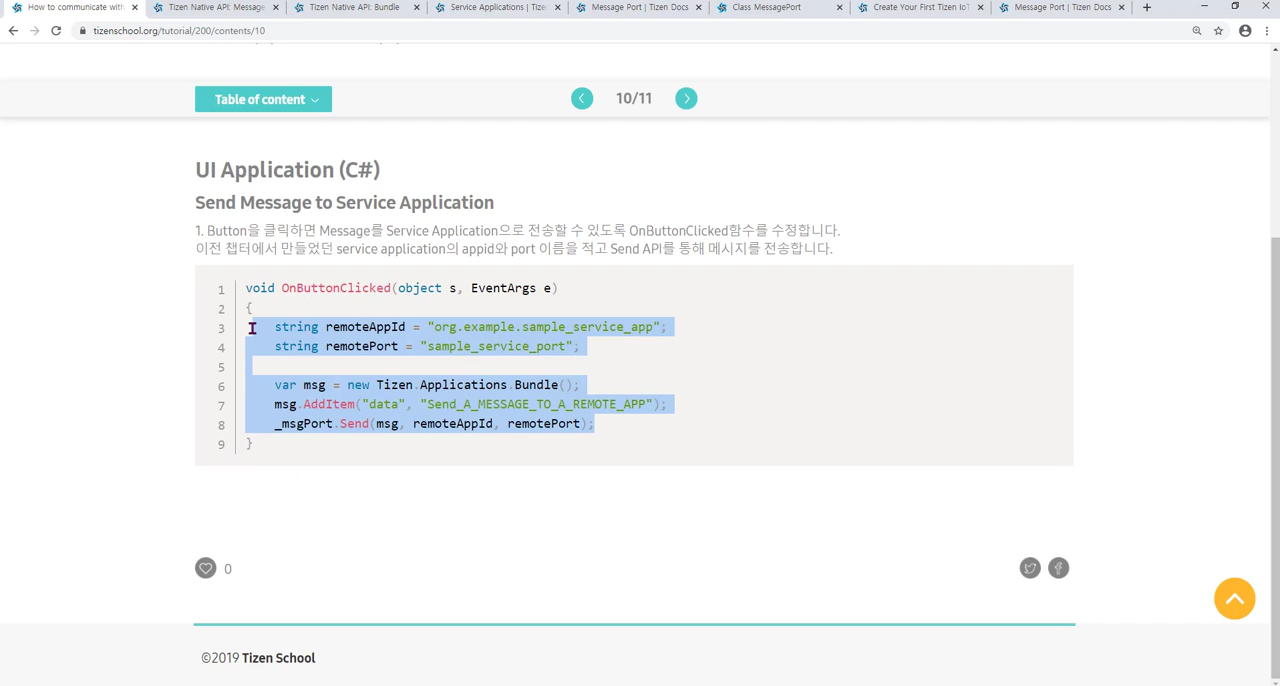 How to communicate with
Tizen Native API: Message
Tizen Native API: Bundle
Service Applications | Tize
Message Port | Tizen Docs
Class MessagePort
Create Your First Tizen IoT
Message Port | Tizen Docs
tizenschool.org/tutorial/200/contents/10
Table of content
10/11
UI Application (C#)
Send Message to Service Application
1. Button을 클릭하면 Message를 Service Application으로 전송할 수 있도록 OnButtonClicked함수를 수정합니다.
이전 챕터에서 만들었던 service application의 appid와 port 이름을 적고 Send API를 통해 메시지를 전송합니다.
1 void OnButtonClicked(object s, EventArgs e)
2 {
3 string remoteAppId = "org.example.sample_service_app";
4 string remotePort = "sample_service_port";
5
6 var msg = new Tizen.Applications.Bundle();
7 msg.AddItem("data", "Send_A_MESSAGE_TO_A_REMOTE_APP");
8 _msgPort.Send(msg, remoteAppId, remotePort);
9 }
0
©2019 Tizen School